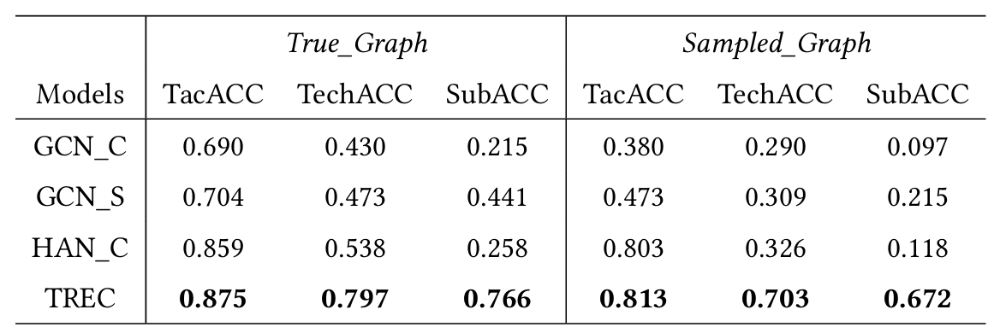 True_Graph Sampled_Graph
Models TacACC TechACC SubACC TacACC TechACC SubACC
GCN_C 0.690 0.430 0.215 0.380 0.290 0.097
GCN_S 0.704 0.473 0.441 0.473 0.309 0.215
HAN_C 0.859 0.538 0.258 0.803 0.326 0.118
TREC 0.875 0.797 0.766 0.813 0.703 0.672